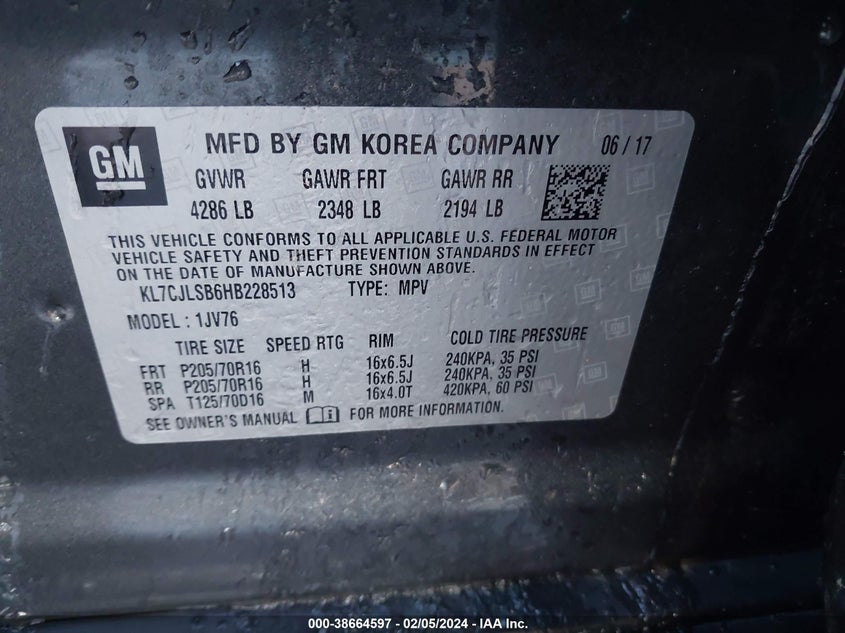 GM MFD BY GM KOREA COMPANY 06 / 17
GVWR GAWR FRT GAWR RR
4286 LB 2348 LB 2194 LB
THIS VEHICLE CONFORMS TO ALL APPLICABLE U.S. FEDERAL MOTOR
VEHICLE SAFETY AND THEFT PREVENTION STANDARDS IN EFFECT
ON THE DATE OF MANUFACTURE SHOWN ABOVE.
KL7CJLSB6HB228513 TYPE: MPV
MODEL : 1JV76
TIRE SIZE SPEED RTG RIM COLD TIRE PRESSURE
FRT P205/70R16 H 16x6.5J 240KPA, 35 PSI
RR P205/70R16 H 16x6.5J 240KPA, 35 PSI
SPA T125/70D16 M 16x4.0T 420KPA, 60 PSI
SEE OWNER'S MANUAL FOR MORE INFORMATION.
000-38664597 - 02/05/2024 - IAA Inc.